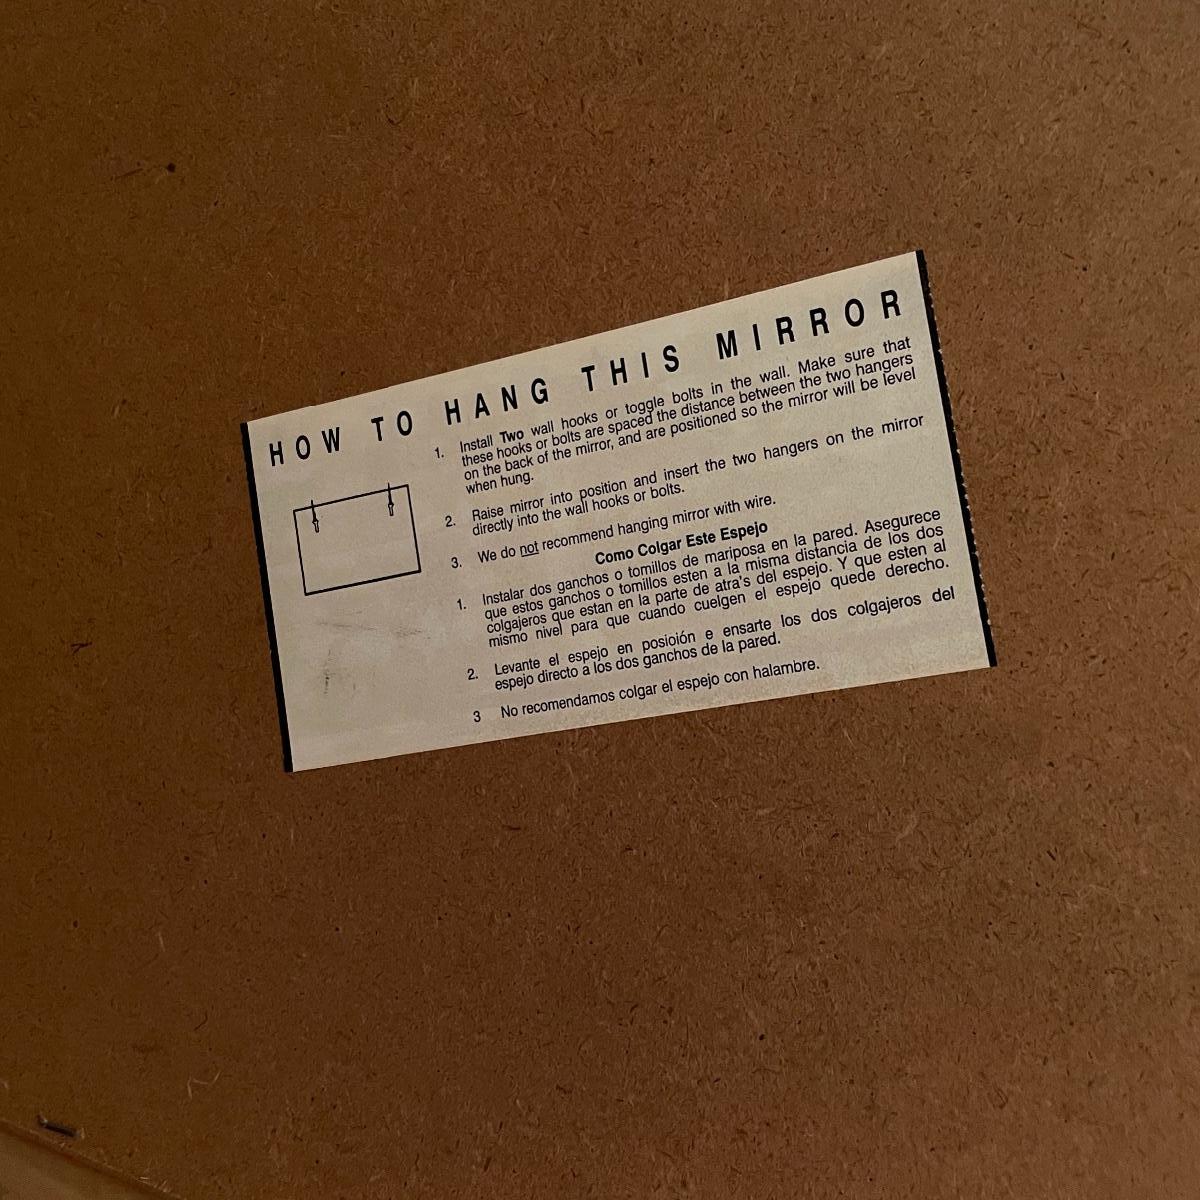 HOW TO HANG THIS MIRROR
1. Install Two wall hooks or toggle bolts in the wall. Make sure that
these hooks or bolts are spaced the distance between the two hangers
on the back of the mirror, and are positioned so the mirror will be level
when hung.
2. Raise mirror into position and insert the two hangers on the mirror
directly into the wall hooks or bolts.
3. We do not recommend hanging mirror with wire.
Como Colgar Este Espejo
1. Instalar dos ganchos o tomillos de mariposa en la pared. Asegurece
que estos ganchos o tomillos esten a la misma distancia de los dos
colgajeros que estan en la parte de atra's del espejo. Y que esten al
mismo nivel para que cuando cuelgen el espejo quede derecho.
2. Levante el espejo en posioión e ensarte los dos colgajeros del
espejo directo a los dos ganchos de la pared.
3 No recomendamos colgar el espejo con halambre.